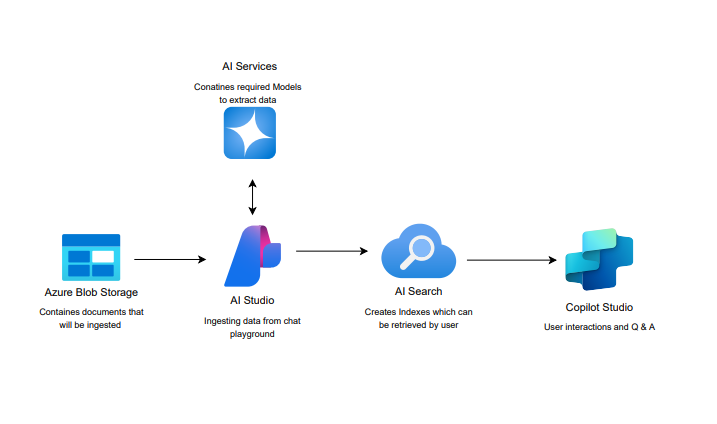 AI Services
Conatines required Models
to extract data
Azure Blob Storage
Containes documents that
will be ingested
AI Studio
Ingesting data from chat
playground
AI Search
Creates Indexes which can
be retrieved by user
Copilot Studio
User interactions and Q & A